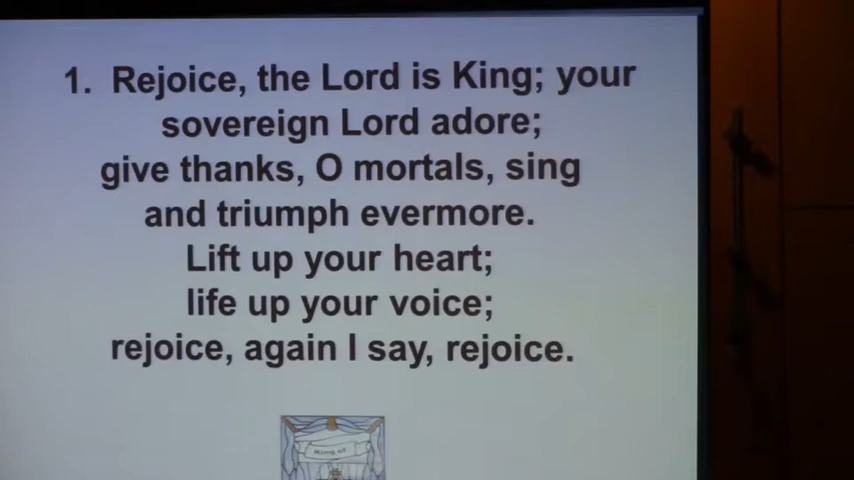 1. Rejoice, the Lord is King; your
sovereign Lord adore;
give thanks, O mortals, sing
and triumph evermore.
Lift up your heart;
life up your voice;
rejoice, again I say, rejoice.